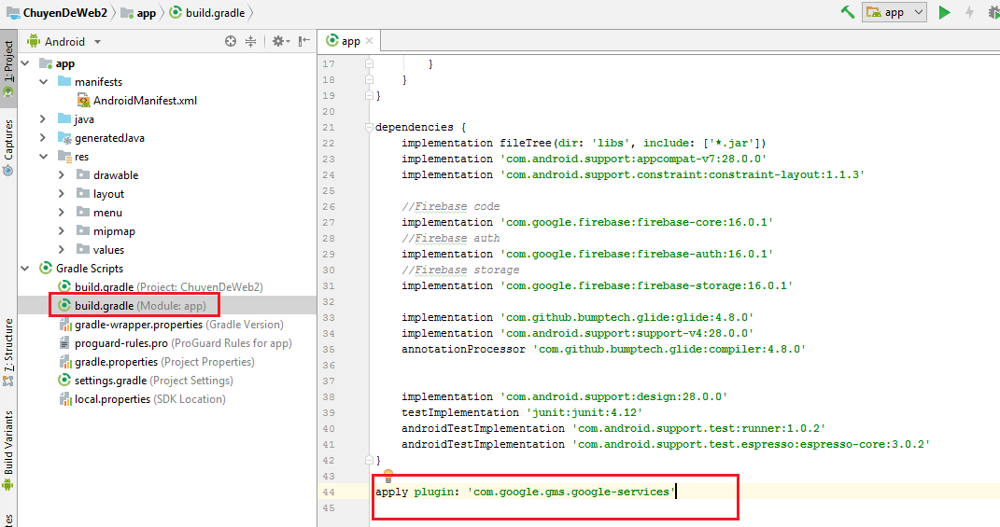 ChuyenDeWeb2 app build.gradle app
Android
app
1: Project
Captures
7: Structure
Build Variants
app
manifests
AndroidManifest.xml
java
generatedJava
res
drawable
layout
menu
mipmap
values
Gradle Scripts
build.gradle (Project: ChuyenDeWeb2)
build.gradle (Module: app)
gradle-wrapper.properties (Gradle Version)
proguard-rules.pro (ProGuard Rules for app)
gradle.properties (Project Properties)
settings.gradle (Project Settings)
local.properties (SDK Location)
17 }
18 }
19 }
20
21 dependencies {
22 implementation fileTree(dir: 'libs', include: ['*.jar'])
23 implementation 'com.android.support:appcompat-v7:28.0.0'
24 implementation 'com.android.support.constraint:constraint-layout:1.1.3'
25
26 //Firebase code
27 implementation 'com.google.firebase:firebase-core:16.0.1'
28 //Firebase auth
29 implementation 'com.google.firebase:firebase-auth:16.0.1'
30 //Firebase storage
31 implementation 'com.google.firebase:firebase-storage:16.0.1'
32
33 implementation 'com.github.bumptech.glide:glide:4.8.0'
34 implementation 'com.android.support:support-v4:28.0.0'
35 annotationProcessor 'com.github.bumptech.glide:compiler:4.8.0'
36
37
38 implementation 'com.android.support:design:28.0.0'
39 testImplementation 'junit:junit:4.12'
40 androidTestImplementation 'com.android.support.test:runner:1.0.2'
41 androidTestImplementation 'com.android.support.test.espresso:espresso-core:3.0.2'
42 }
43
44 apply plugin: 'com.google.gms.google-services'
45